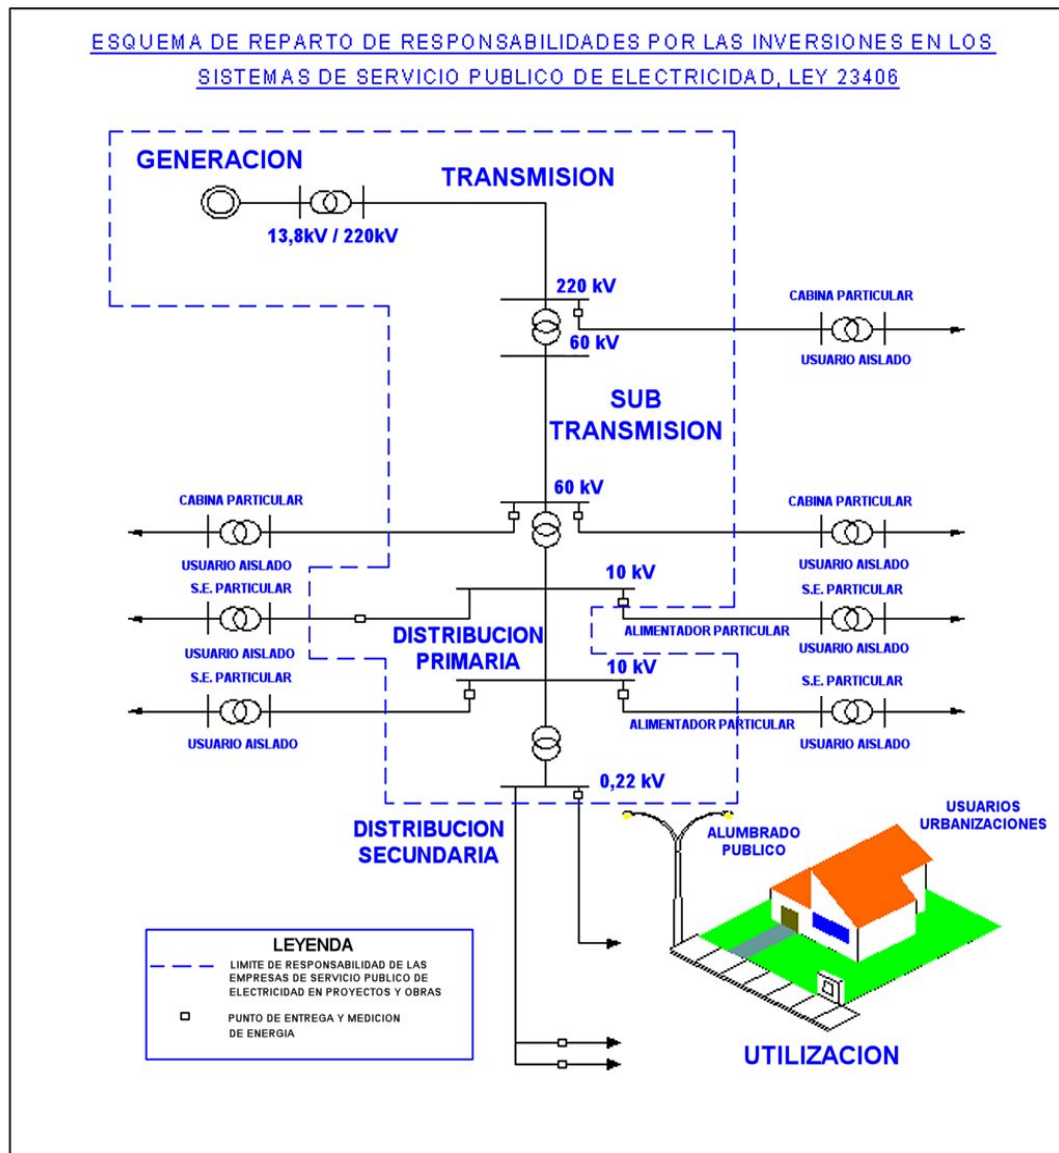 ESQUEMA DE REPARTO DE RESPONSABILIDADES POR LAS INVERSIONES EN LOS
SISTEMAS DE SERVICIO PUBLICO DE ELECTRICIDAD, LEY 23406
GENERACION
TRANSMISION
13,8kV / 220kV
220 kV
CABINA PARTICULAR
60 kV
USUARIO AISLADO
SUB
TRANSMISION
60 kV
CABINA PARTICULAR
CABINA PARTICULAR
USUARIO AISLADO
USUARIO AISLADO
10 kV
S.E. PARTICULAR
S.E. PARTICULAR
DISTRIBUCION
PRIMARIA
ALIMENTADOR PARTICULAR
USUARIO AISLADO
USUARIO AISLADO
10 kV
S.E. PARTICULAR
S.E. PARTICULAR
ALIMENTADOR PARTICULAR
USUARIO AISLADO
USUARIO AISLADO
0,22 kV
DISTRIBUCION
SECUNDARIA
ALUMBRADO
PUBLICO
USUARIOS
URBANIZACIONES
LEYENDA
LIMITE DE RESPONSABILIDAD DE LAS
EMPRESAS DE SERVICIO PUBLICO DE
ELECTRICIDAD EN PROYECTOS Y OBRAS
PUNTO DE ENTREGA Y MEDICION
DE ENERGIA
UTILIZACION